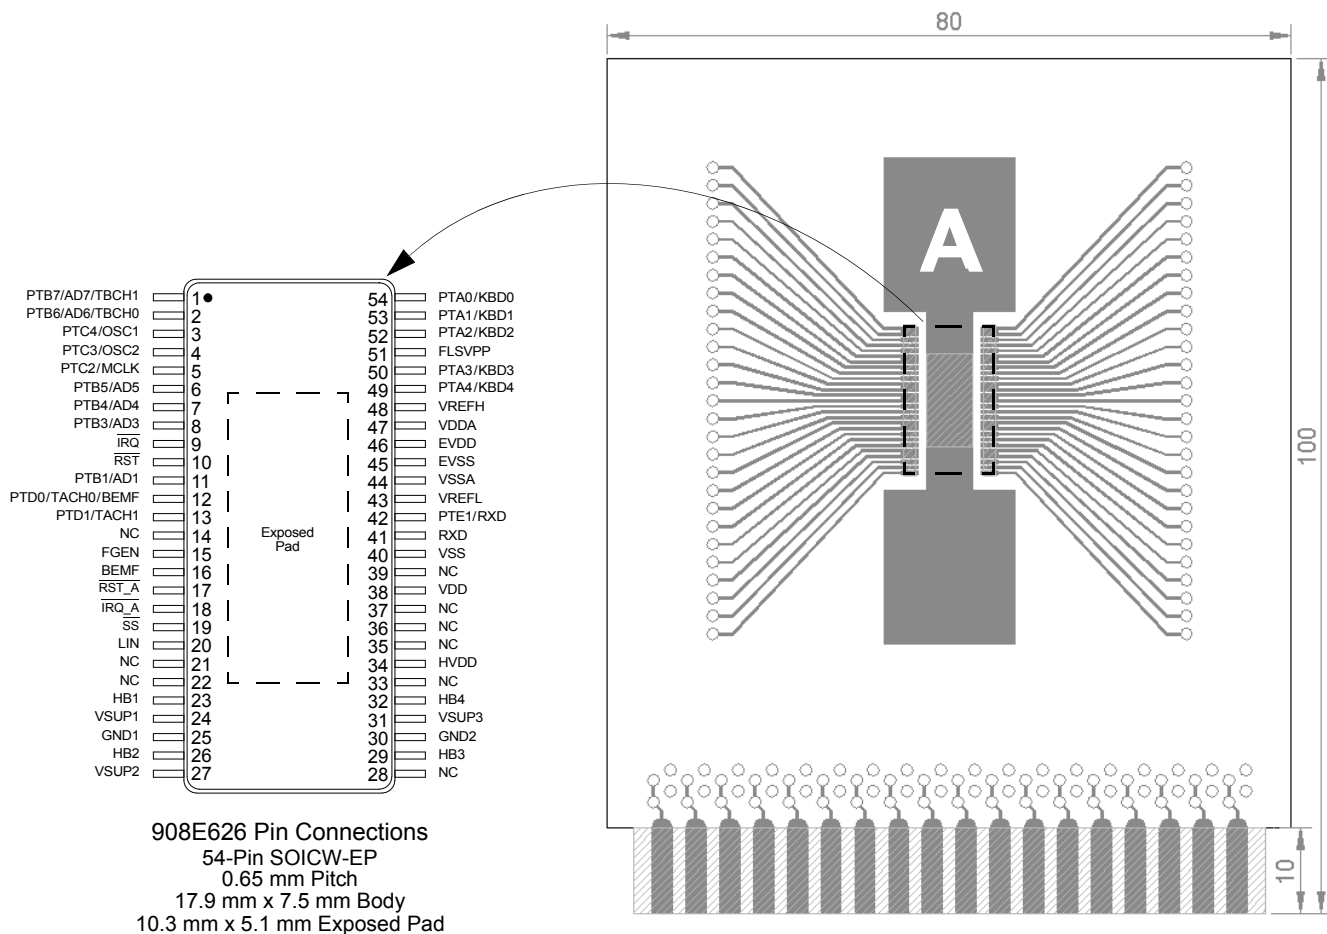 80
A
100
10
PTB7/AD7/TBCH1 1 54 PTA0/KBD0
PTB6/AD6/TBCH0 2 53 PTA1/KBD1
PTC4/OSC1 3 52 PTA2/KBD2
PTC3/OSC2 4 51 FLSVPP
PTC2/MCLK 5 50 PTA3/KBD3
PTB5/AD5 6 49 PTA4/KBD4
PTB4/AD4 7 48 VREFH
PTB3/AD3 8 47 VDDA
IRQ 9 46 EVDD
RST 10 45 EVSS
PTB1/AD1 11 44 VSSA
PTD0/TACH0/BEMF 12 43 VREFL
PTD1/TACH1 13 42 PTE1/RXD
NC 14 41 RXD
FGEN 15 40 VSS
BEMF 16 39 NC
RST_A 17 38 VDD
IRQ_A 18 37 NC
SS 19 36 NC
LIN 20 35 NC
NC 21 34 HVDD
NC 22 33 NC
HB1 23 32 HB4
VSUP1 24 31 VSUP3
GND1 25 30 GND2
HB2 26 29 HB3
VSUP2 27 28 NC
Exposed
Pad
908E626 Pin Connections
54-Pin SOICW-EP
0.65 mm Pitch
17.9 mm x 7.5 mm Body
10.3 mm x 5.1 mm Exposed Pad